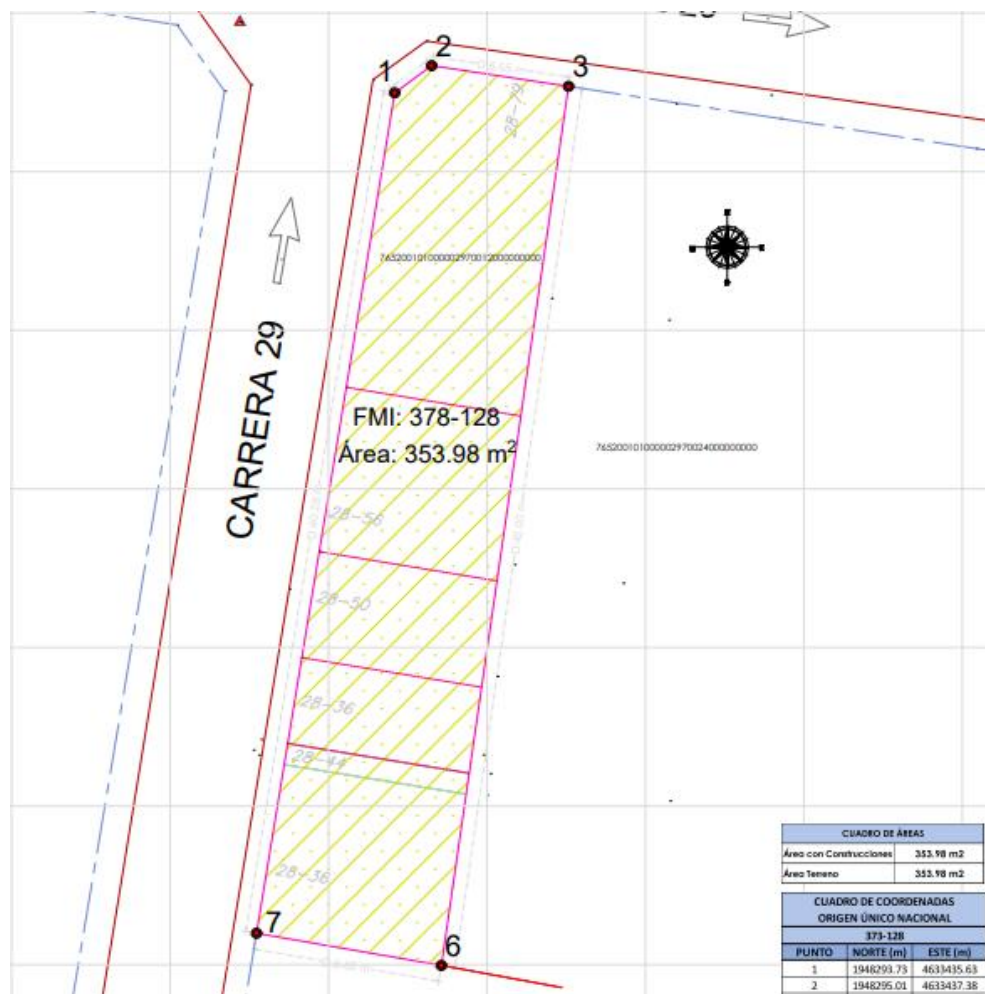 2
1
3
28-79
765200101000002970012000000000
CARRERA 29
FMI: 378-128
Área: 353.98 m²
765200101000002970024000000000
28-56
28-50
28-36
28-44
28-36
7
6
CUADRO DE ÁREAS
Área con Construcciones 353.98 m2
Área Terreno 353.98 m2
CUADRO DE COORDENADAS
ORIGEN ÚNICO NACIONAL
373-128
PUNTO NORTE (m) ESTE (m)
1 1948293.73 4633435.63
2 1948295.01 4633437.38